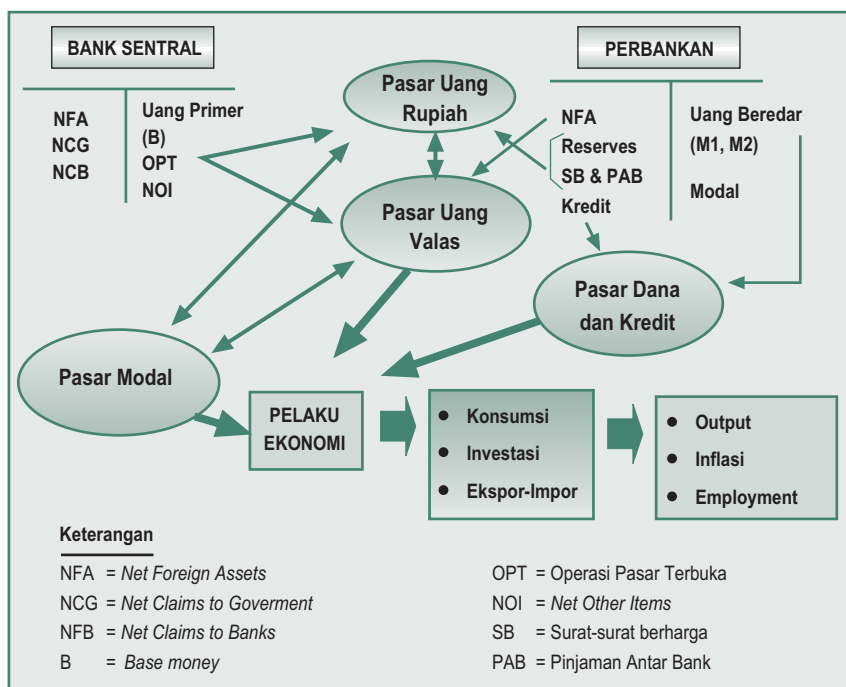 BANK SENTRAL
NFA
NCG
NCB
Uang Primer
(B)
OPT
NOI
Pasar Uang
Rupiah
Pasar Uang
Valas
PERBANKAN
NFA
Reserves
SB & PAB
Kredit
Uang Beredar
(M1, M2)
Modal
Pasar Dana
dan Kredit
Pasar Modal
PELAKU
EKONOMI
● Konsumsi
● Investasi
● Ekspor-Impor
● Output
● Inflasi
● Employment
Keterangan
NFA = Net Foreign Assets
NCG = Net Claims to Goverment
NFB = Net Claims to Banks
B = Base money
OPT = Operasi Pasar Terbuka
NOI = Net Other Items
SB = Surat-surat berharga
PAB = Pinjaman Antar Bank